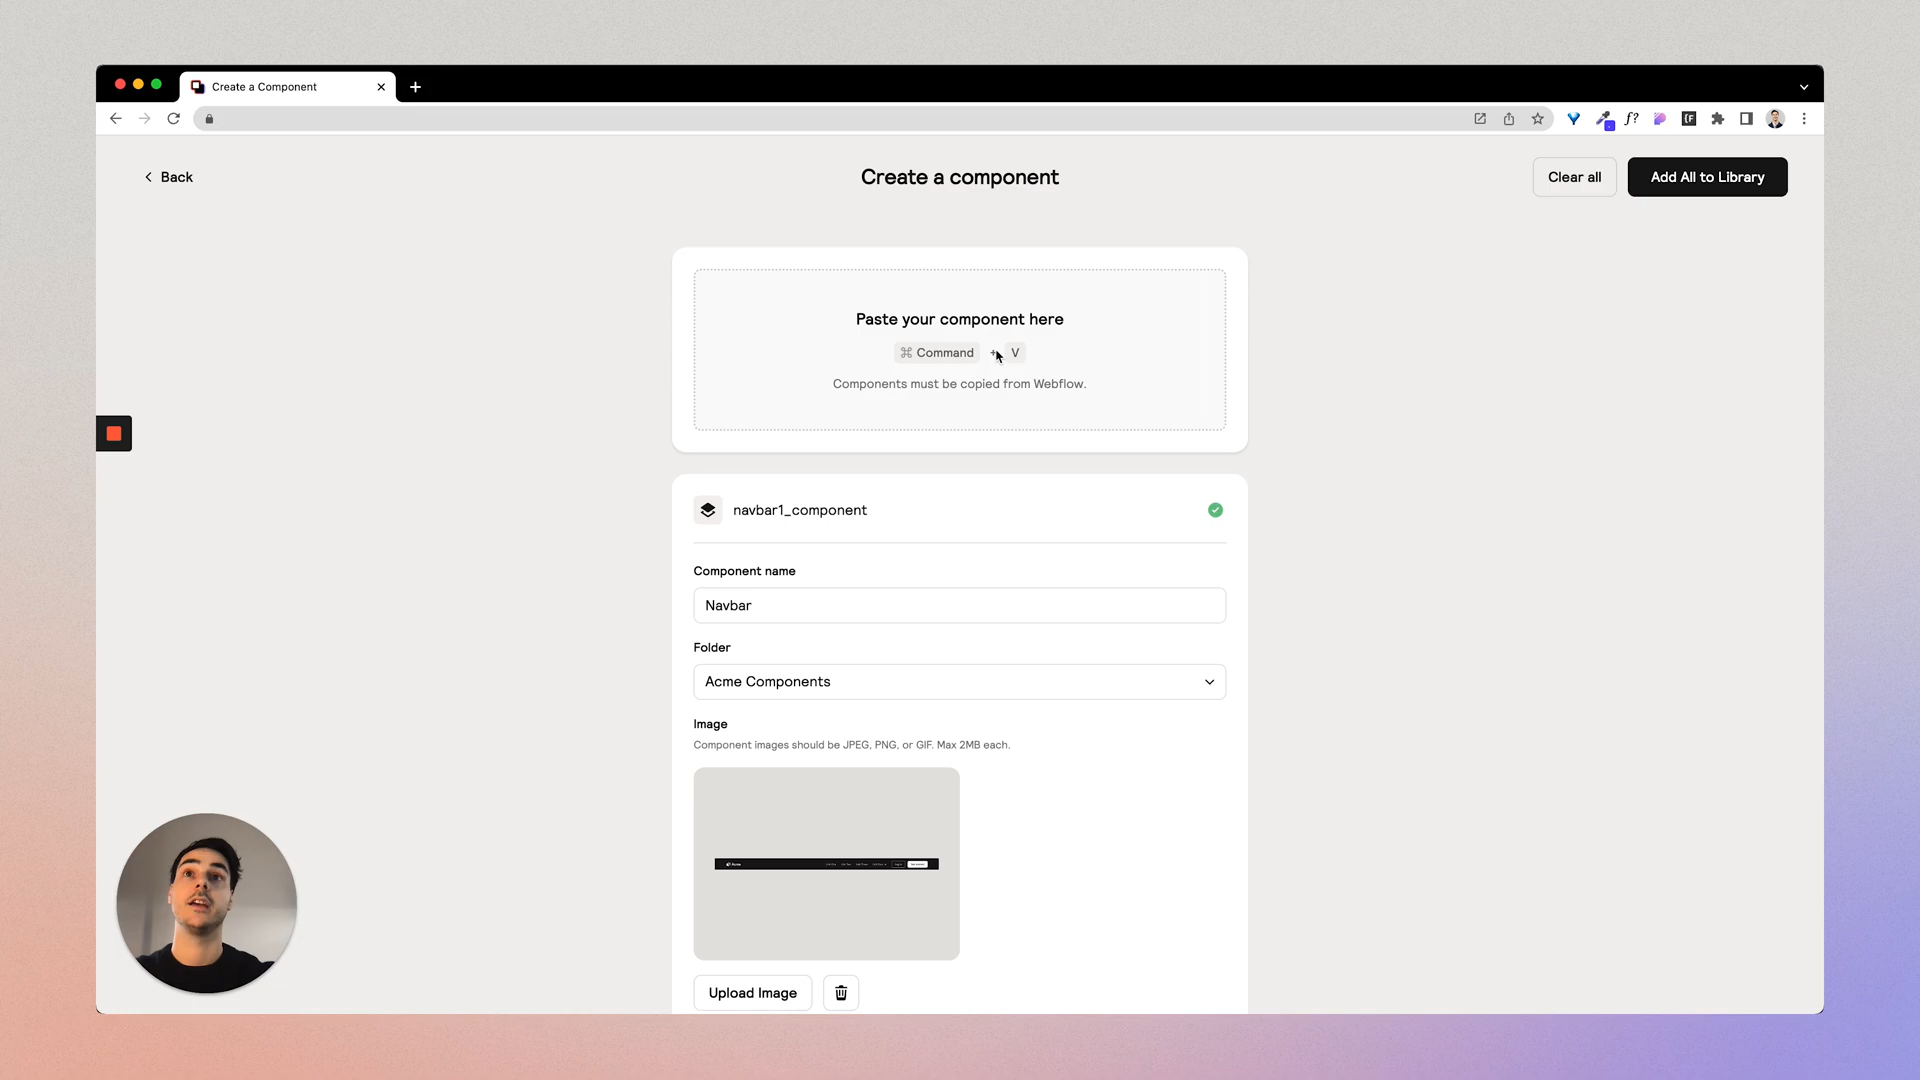 Create a Component
Back
Create a component
Clear all
Add All to Library
Paste your component here
⌘ Command + V
Components must be copied from Webflow.
navbar1_component
Component name
Navbar
Folder
Acme Components
Image
Component images should be JPEG, PNG, or GIF. Max 2MB each.
Acme
Upload Image